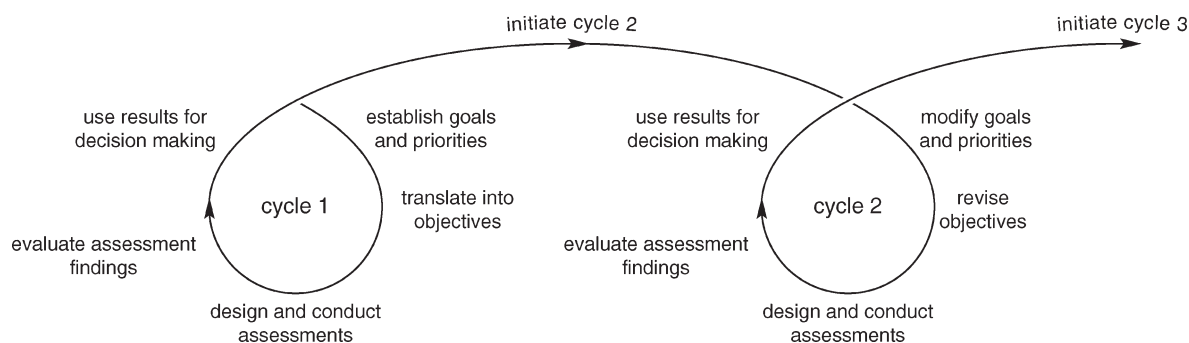 initiate cycle 2
initiate cycle 3
use results for
decision making
establish goals
and priorities
cycle 1
translate into
objectives
evaluate assessment
findings
design and conduct
assessments
use results for
decision making
modify goals
and priorities
cycle 2
revise
objectives
evaluate assessment
findings
design and conduct
assessments